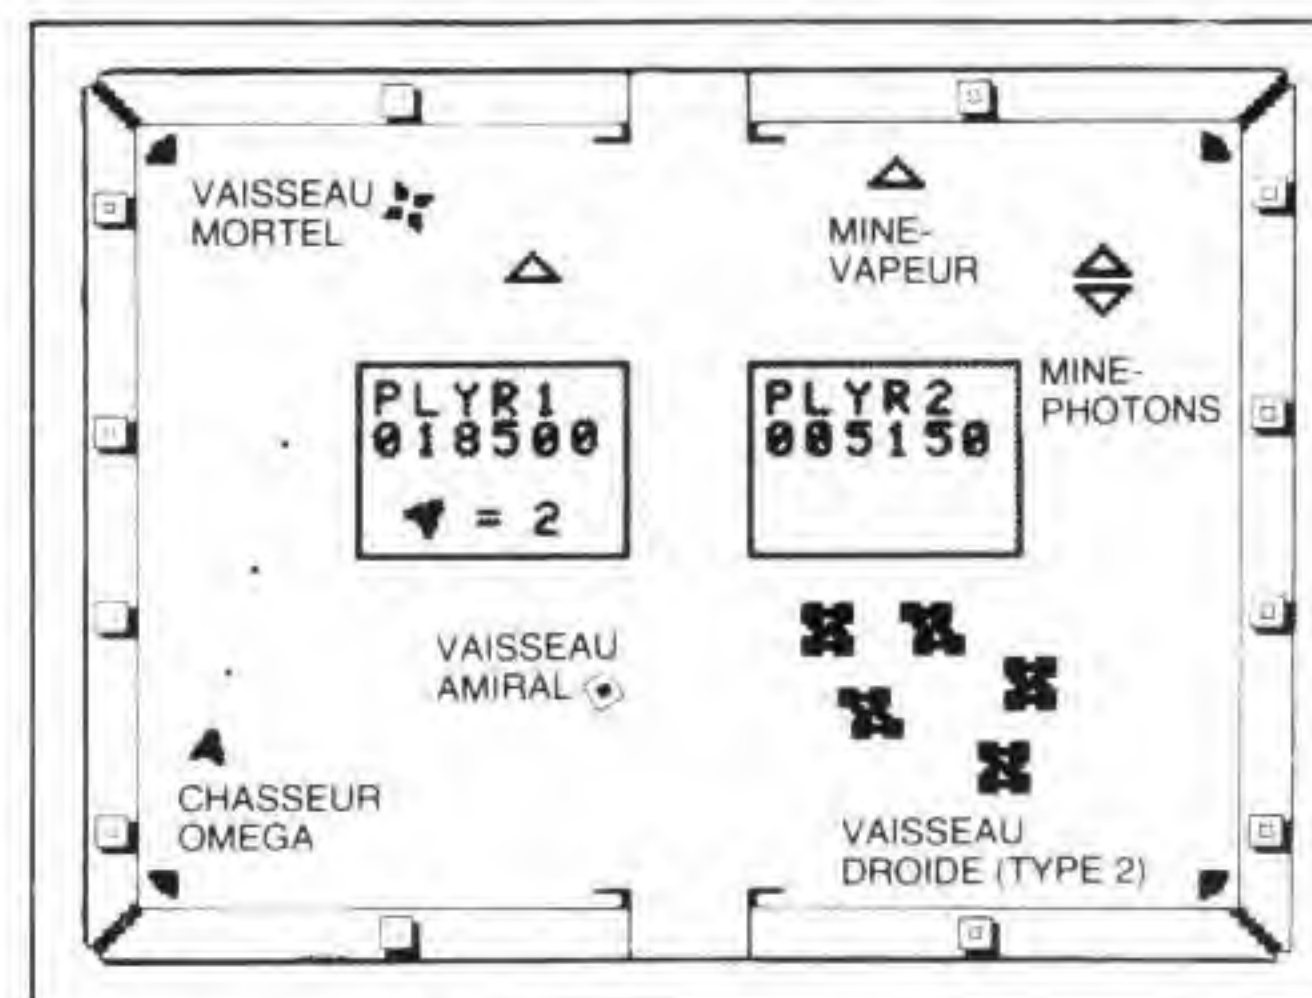 VAISSEAU
MORTEL
MINE-
VAPEUR
PLYR1
018500
= 2
PLYR2
005150
MINE-
PHOTONS
VAISSEAU
AMIRAL
CHASSEUR
OMEGA
VAISSEAU
DROIDE (TYPE 2)